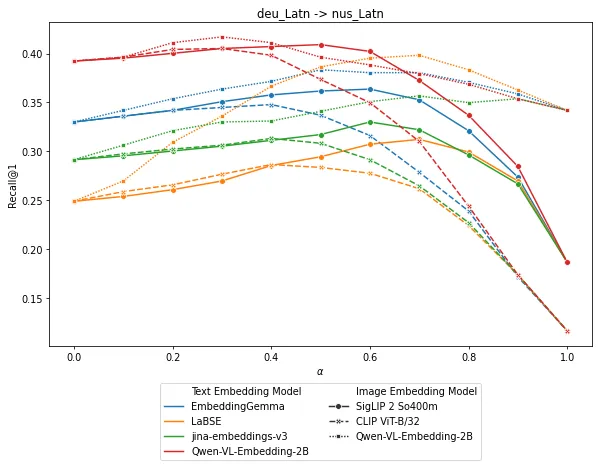 deu_Latn -> nus_Latn
Recall@1
0.40
0.35
0.30
0.25
0.20
0.15
0.0 0.2 0.4 0.6 0.8 1.0
α
Text Embedding Model Image Embedding Model
EmbeddingGemma SigLIP 2 So400m
LaBSE CLIP ViT-B/32
jina-embeddings-v3 Qwen-VL-Embedding-2B
Qwen-VL-Embedding-2B